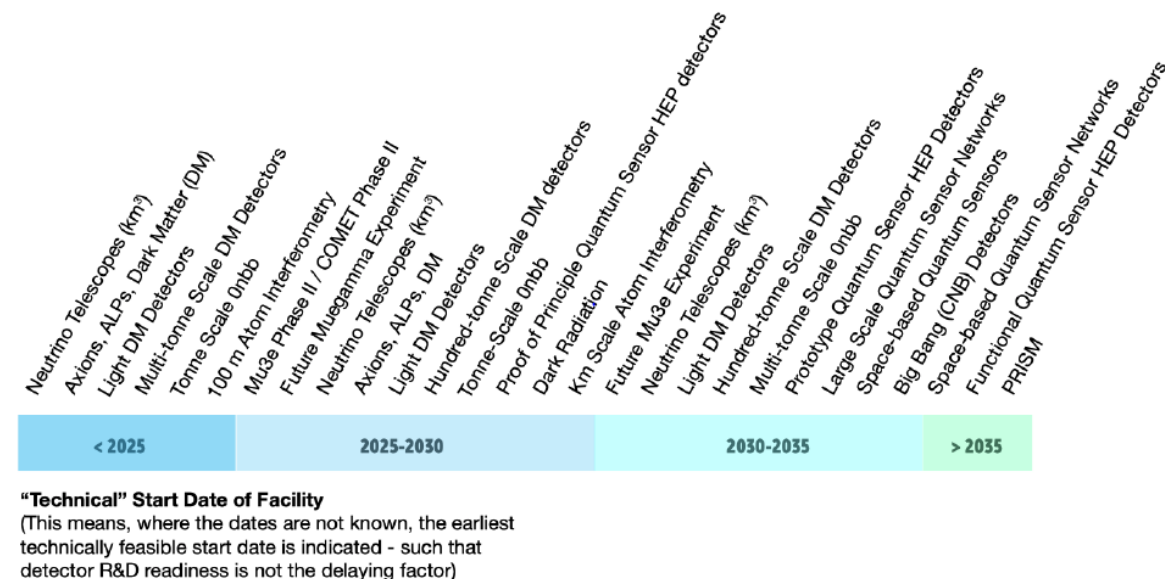 Neutrino Telescopes (km³)
Axions, ALPs, Dark Matter (DM)
Light DM Detectors
Multi-tonne Scale DM Detectors
Tonne Scale 0nbb
100 m Atom Interferometry
Mu3e Phase II / COMET Phase II
Future Muegamma Experiment
Neutrino Telescopes (km³)
Axions, ALPs, DM
Light DM Detectors
Hundred-tonne Scale DM detectors
Tonne-Scale 0nbb
Proof of Principle Quantum Sensor HEP detectors
Dark Radiation
Km Scale Atom Interferometry
Future Mu3e Experiment
Neutrino Telescopes (km³)
Light DM Detectors
Hundred-tonne Scale DM Detectors
Multi-tonne Scale 0nbb
Prototype Quantum Sensor HEP Detectors
Large Scale Quantum Sensor Networks
Space-based Quantum Sensors
Big Bang (CNB) Detectors
Space-based Quantum Sensor Networks
Functional Quantum Sensor HEP Detectors
PRISM
< 2025
2025-2030
2030-2035
> 2035
“Technical” Start Date of Facility
(This means, where the dates are not known, the earliest
technically feasible start date is indicated - such that
detector R&D readiness is not the delaying factor)